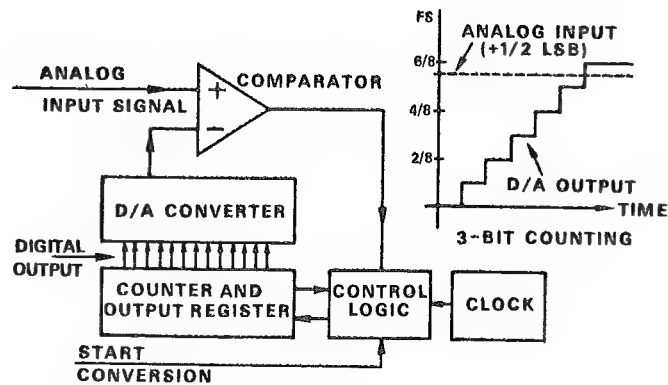 ANALOG
INPUT SIGNAL
+
−
COMPARATOR
D/A CONVERTER
DIGITAL
OUTPUT
COUNTER AND
OUTPUT REGISTER
CONTROL
LOGIC
CLOCK
START
CONVERSION
FS
6/8
4/8
2/8
ANALOG INPUT
(+1/2 LSB)
D/A OUTPUT
TIME
3-BIT COUNTING